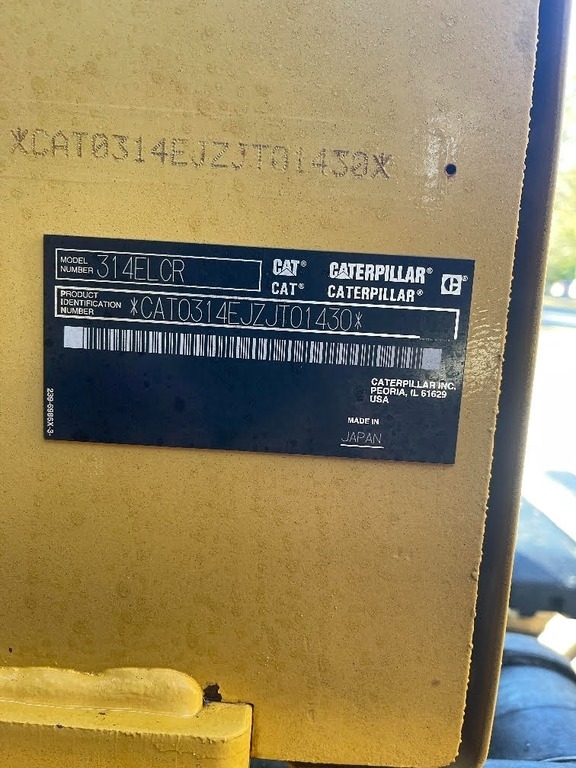 *CAT0314EJZJT01430*
MODEL NUMBER 314ELCR
CAT® CATERPILLAR®
CAT® CATERPILLAR®
PRODUCT IDENTIFICATION NUMBER *CAT0314EJZJT01430*
CATERPILLAR INC.
PEORIA, IL 61629
USA
MADE IN
JAPAN